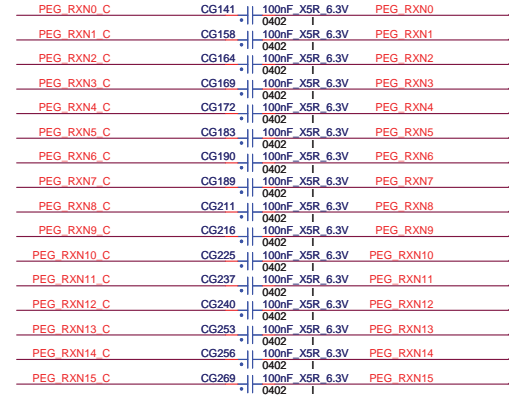 PEG_RXN0_C CG141 100nF_X5R_6.3V PEG_RXN0
0402 I
PEG_RXN1_C CG158 100nF_X5R_6.3V PEG_RXN1
0402 I
PEG_RXN2_C CG164 100nF_X5R_6.3V PEG_RXN2
0402 I
PEG_RXN3_C CG169 100nF_X5R_6.3V PEG_RXN3
0402 I
PEG_RXN4_C CG172 100nF_X5R_6.3V PEG_RXN4
0402 I
PEG_RXN5_C CG183 100nF_X5R_6.3V PEG_RXN5
0402 I
PEG_RXN6_C CG190 100nF_X5R_6.3V PEG_RXN6
0402 I
PEG_RXN7_C CG189 100nF_X5R_6.3V PEG_RXN7
0402 I
PEG_RXN8_C CG211 100nF_X5R_6.3V PEG_RXN8
0402 I
PEG_RXN9_C CG216 100nF_X5R_6.3V PEG_RXN9
0402 I
PEG_RXN10_C CG225 100nF_X5R_6.3V PEG_RXN10
0402 I
PEG_RXN11_C CG237 100nF_X5R_6.3V PEG_RXN11
0402 I
PEG_RXN12_C CG240 100nF_X5R_6.3V PEG_RXN12
0402 I
PEG_RXN13_C CG253 100nF_X5R_6.3V PEG_RXN13
0402 I
PEG_RXN14_C CG256 100nF_X5R_6.3V PEG_RXN14
0402 I
PEG_RXN15_C CG269 100nF_X5R_6.3V PEG_RXN15
0402 I